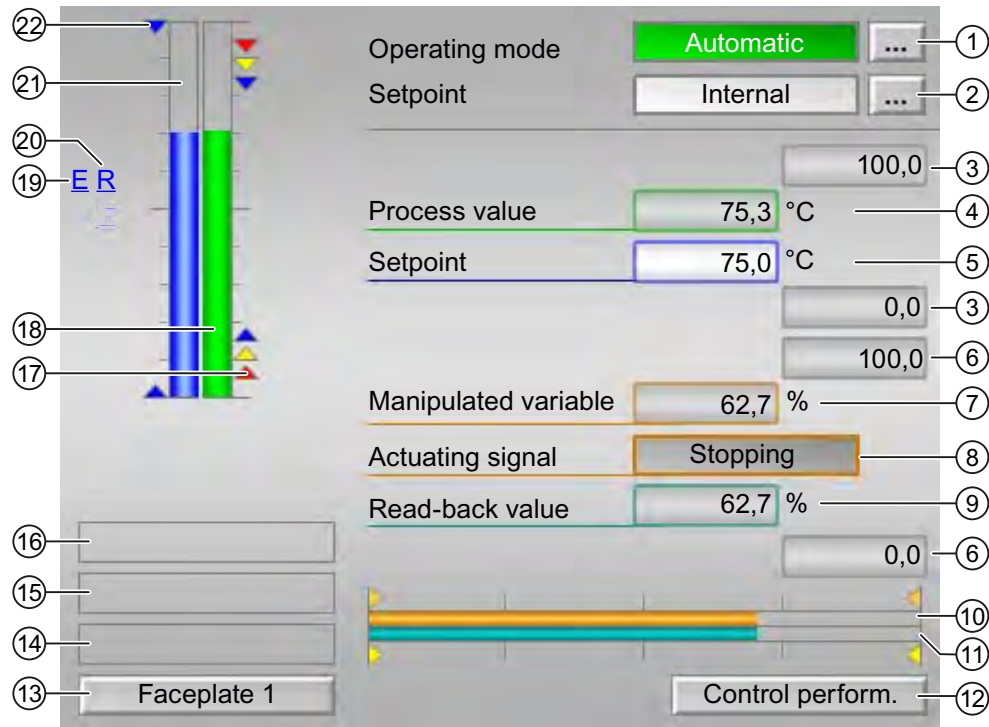 22
Operating mode
Automatic
...
1
21
Setpoint
Internal
...
2
20
19
E R
100,0
3
Process value
75,3
°C
4
Setpoint
75,0
°C
5
18
0,0
3
17
100,0
6
Manipulated variable
62,7
%
7
Actuating signal
Stopping
8
Read-back value
62,7
%
9
16
0,0
6
15
10
14
11
13
Faceplate 1
Control perform.
12